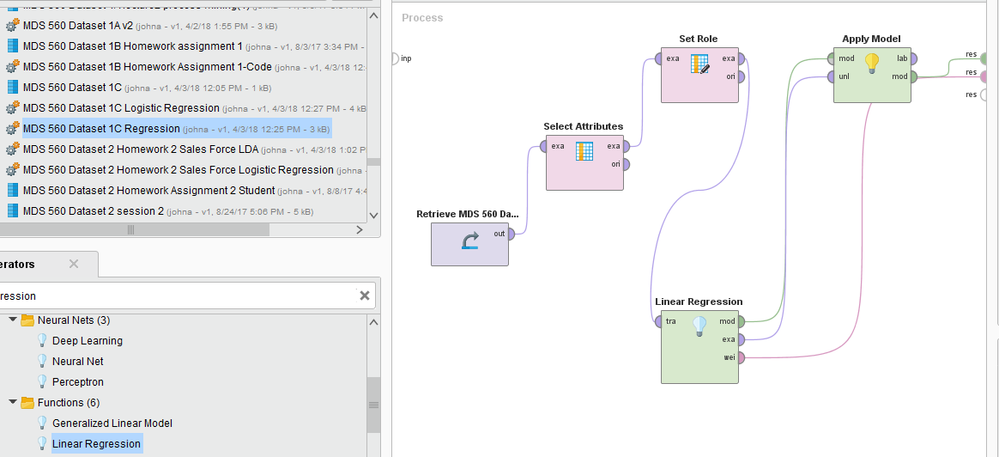 MDS 560 Dataset 1A v2 (johna - v1, 4/2/18 1:55 PM - 3 kB)
MDS 560 Dataset 1B Homework assignment 1 (johna - v1, 8/3/17 3:34 PM -
MDS 560 Dataset 1B Homework Assignment 1-Code (johna - v1, 4/3/18 12:
MDS 560 Dataset 1C (johna - v1, 4/3/18 12:05 PM - 1 kB)
MDS 560 Dataset 1C Logistic Regression (johna - v1, 4/3/18 12:27 PM - 4 kB
MDS 560 Dataset 1C Regression (johna - v1, 4/3/18 12:25 PM - 3 kB)
MDS 560 Dataset 2 Homework 2 Sales Force LDA (johna - v1, 4/3/18 1:02 P
MDS 560 Dataset 2 Homework 2 Sales Force Logistic Regression (johna -
MDS 560 Dataset 2 Homework Assignment 2 Student (johna - v1, 8/8/17 4:4
MDS 560 Dataset 2 session 2 (johna - v1, 8/24/17 5:06 PM - 5 kB)
erators
ression
Neural Nets (3)
Deep Learning
Neural Net
Perceptron
Functions (6)
Generalized Linear Model
Linear Regression
Process
inp
Retrieve MDS 560 Da...
out
Select Attributes
exa exa
ori
Set Role
exa exa
ori
Linear Regression
tra mod
exa
wei
Apply Model
mod lab
unl mod
res
res
res